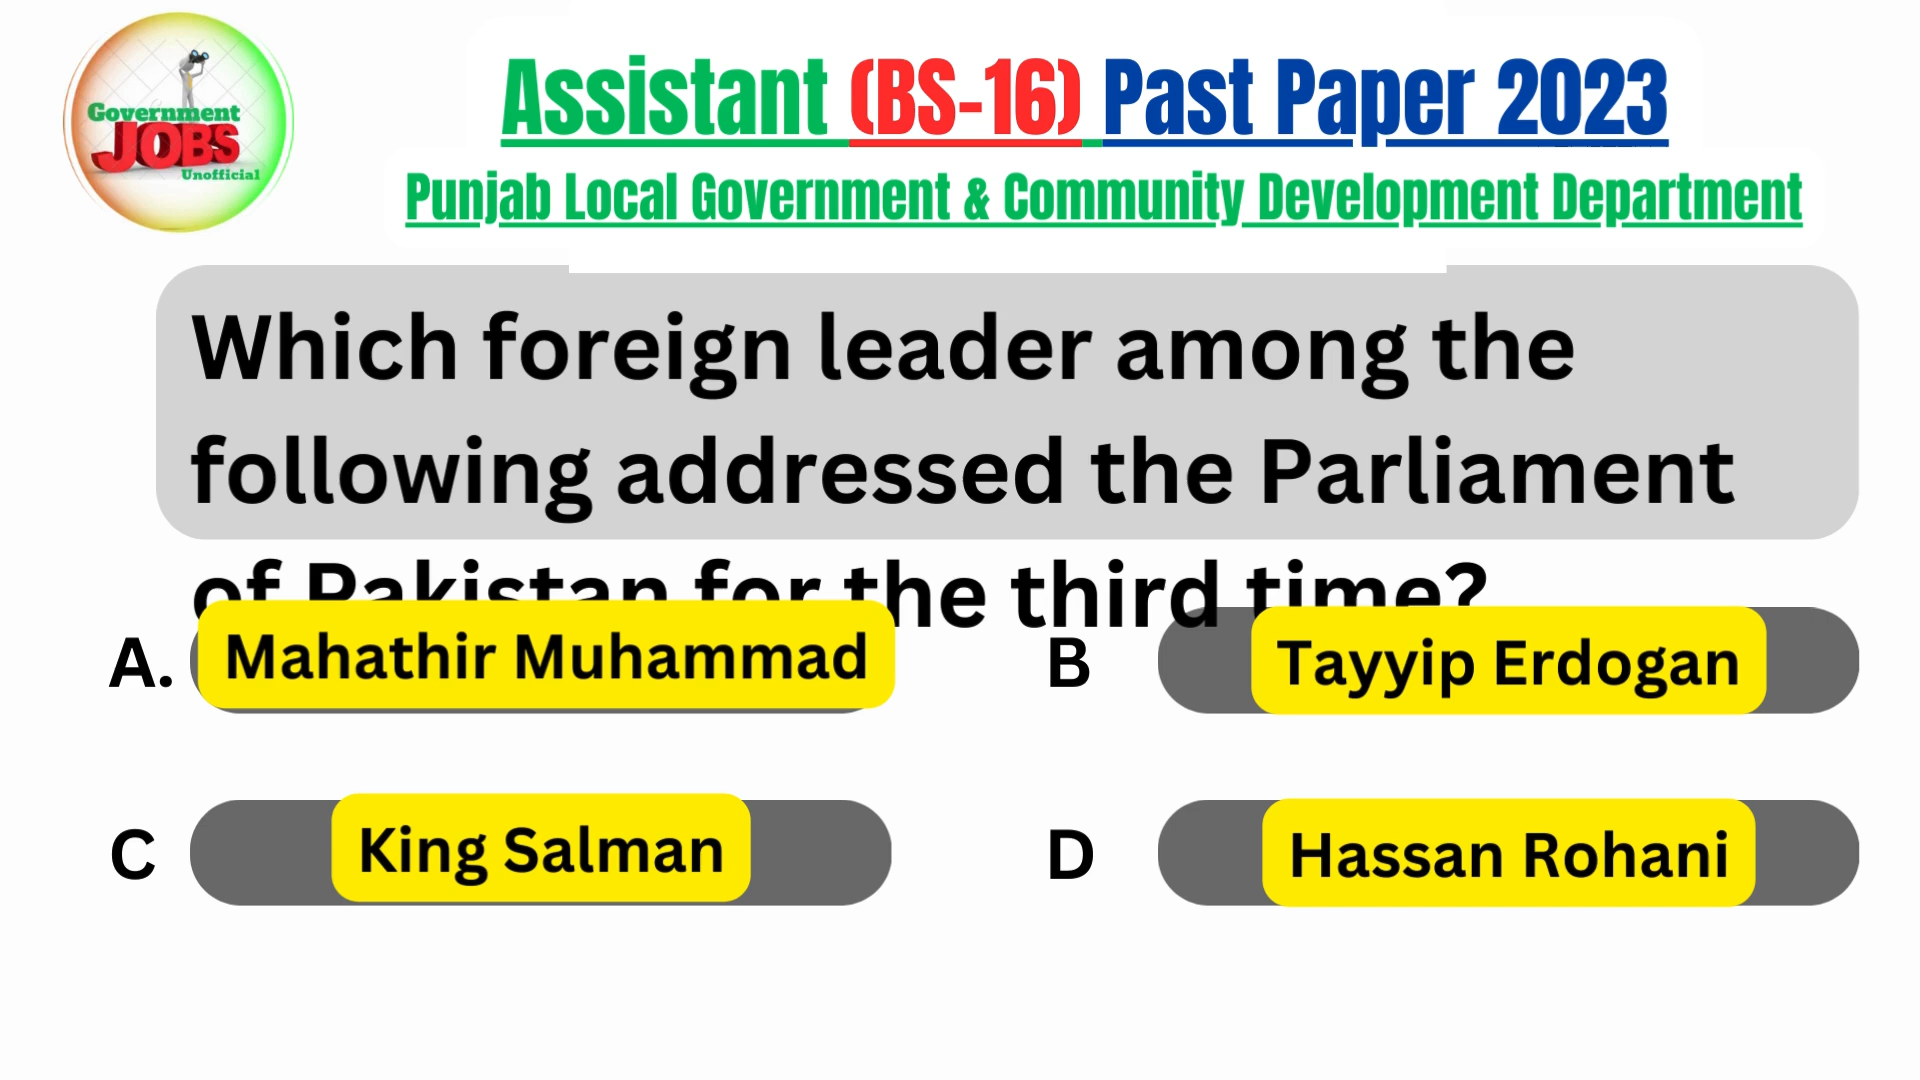 Government
JOBS
Unofficial
Assistant (BS-16) Past Paper 2023
Punjab Local Government & Community Development Department
Which foreign leader among the
following addressed the Parliament
of Pakistan for the third time?
A. Mahathir Muhammad
B Tayyip Erdogan
C King Salman
D Hassan Rohani